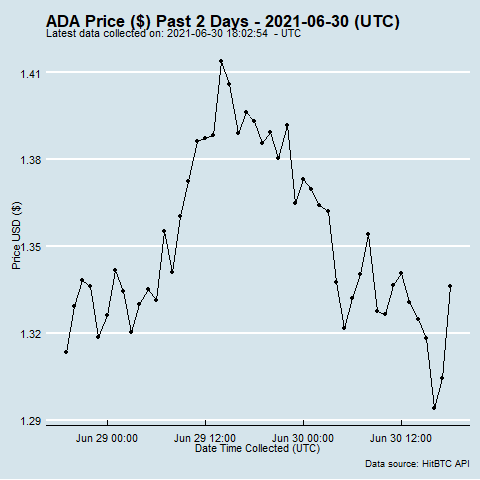 ADA Price ($) Past 2 Days - 2021-06-30 (UTC)
Latest data collected on: 2021-06-30 18:02:54 - UTC
1.41
1.38
1.35
1.32
1.29
Price USD ($)
Jun 29 00:00 Jun 29 12:00 Jun 30 00:00 Jun 30 12:00
Date Time Collected (UTC)
Data source: HitBTC API